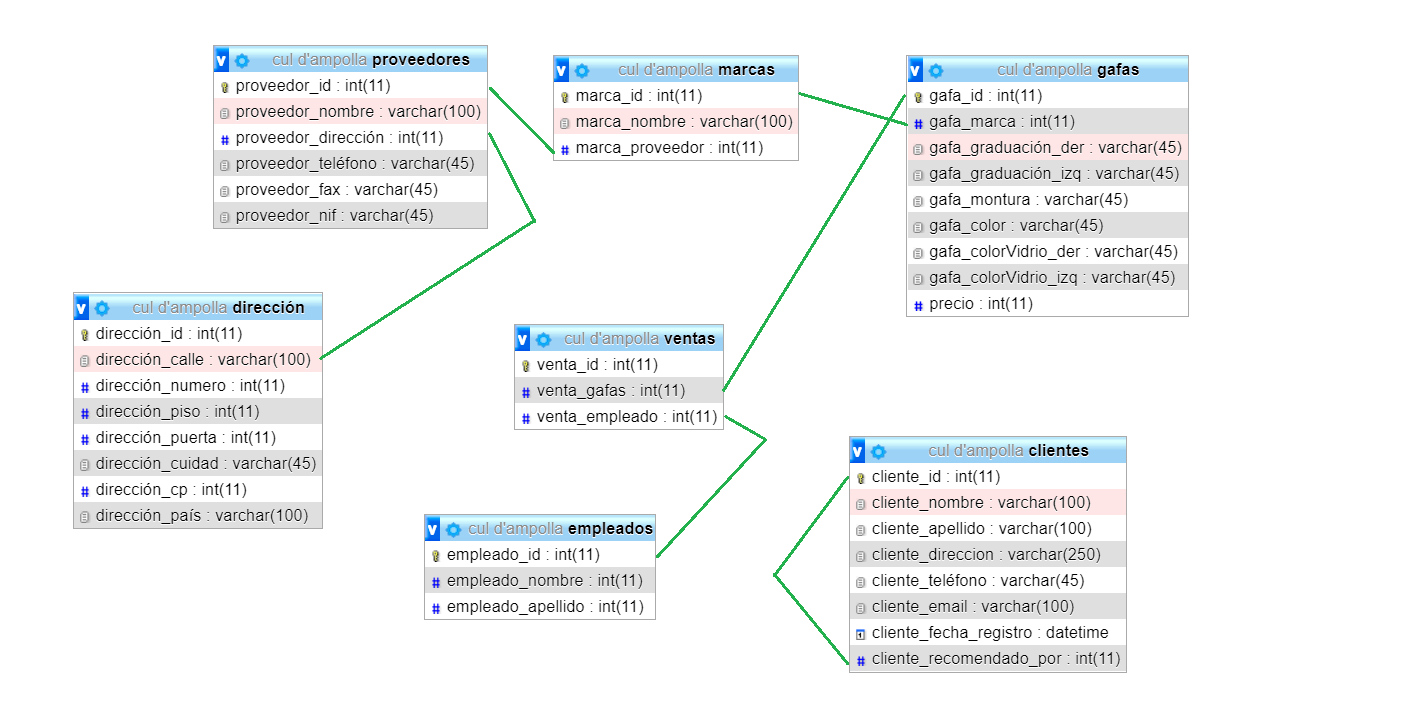 cul d'ampolla proveedores
proveedor_id : int(11)
proveedor_nombre : varchar(100)
proveedor_dirección : int(11)
proveedor_teléfono : varchar(45)
proveedor_fax : varchar(45)
proveedor_nif : varchar(45)
cul d'ampolla marcas
marca_id : int(11)
marca_nombre : varchar(100)
marca_proveedor : int(11)
cul d'ampolla gafas
gafa_id : int(11)
gafa_marca : int(11)
gafa_graduación_der : varchar(45)
gafa_graduación_izq : varchar(45)
gafa_montura : varchar(45)
gafa_color : varchar(45)
gafa_colorVidrio_der : varchar(45)
gafa_colorVidrio_izq : varchar(45)
precio : int(11)
cul d'ampolla dirección
dirección_id : int(11)
dirección_calle : varchar(100)
dirección_numero : int(11)
dirección_piso : int(11)
dirección_puerta : int(11)
dirección_cuidad : varchar(45)
dirección_cp : int(11)
dirección_país : varchar(100)
cul d'ampolla ventas
venta_id : int(11)
venta_gafas : int(11)
venta_empleado : int(11)
cul d'ampolla empleados
empleado_id : int(11)
empleado_nombre : int(11)
empleado_apellido : int(11)
cul d'ampolla clientes
cliente_id : int(11)
cliente_nombre : varchar(100)
cliente_apellido : varchar(100)
cliente_direccion : varchar(250)
cliente_teléfono : varchar(45)
cliente_email : varchar(100)
cliente_fecha_registro : datetime
cliente_recomendado_por : int(11)